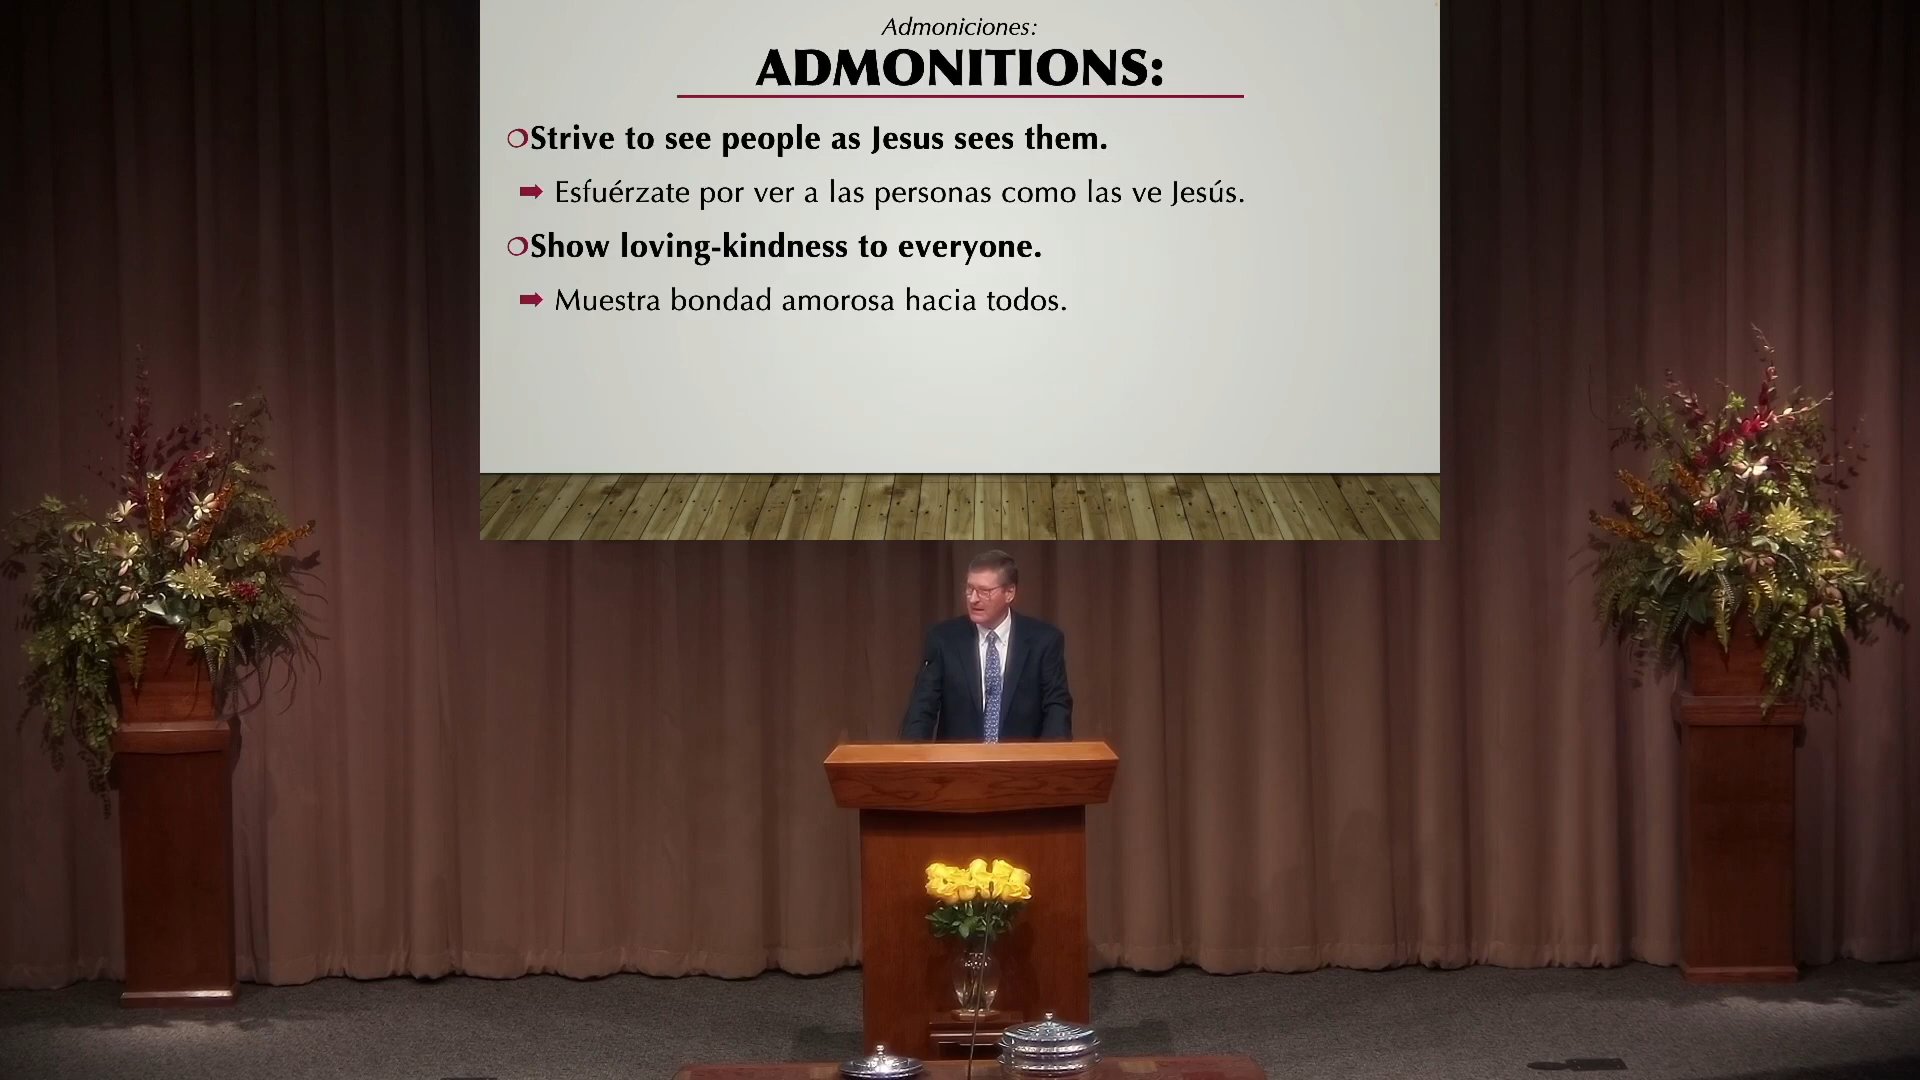 Admoniciones:
ADMONITIONS:
Strive to see people as Jesus sees them.
Esfuérzate por ver a las personas como las ve Jesús.
Show loving-kindness to everyone.
Muestra bondad amorosa hacia todos.